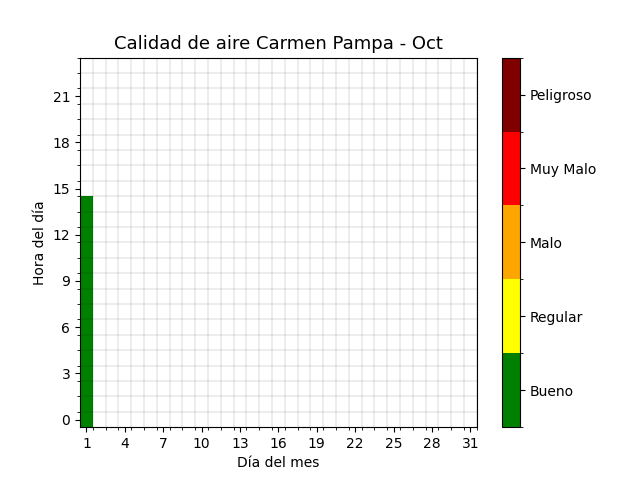 Calidad de aire Carmen Pampa - Oct
Hora del día
21
18
15
12
9
6
3
0
1 4 7 10 13 16 19 22 25 28 31
Día del mes
Peligroso
Muy Malo
Malo
Regular
Bueno